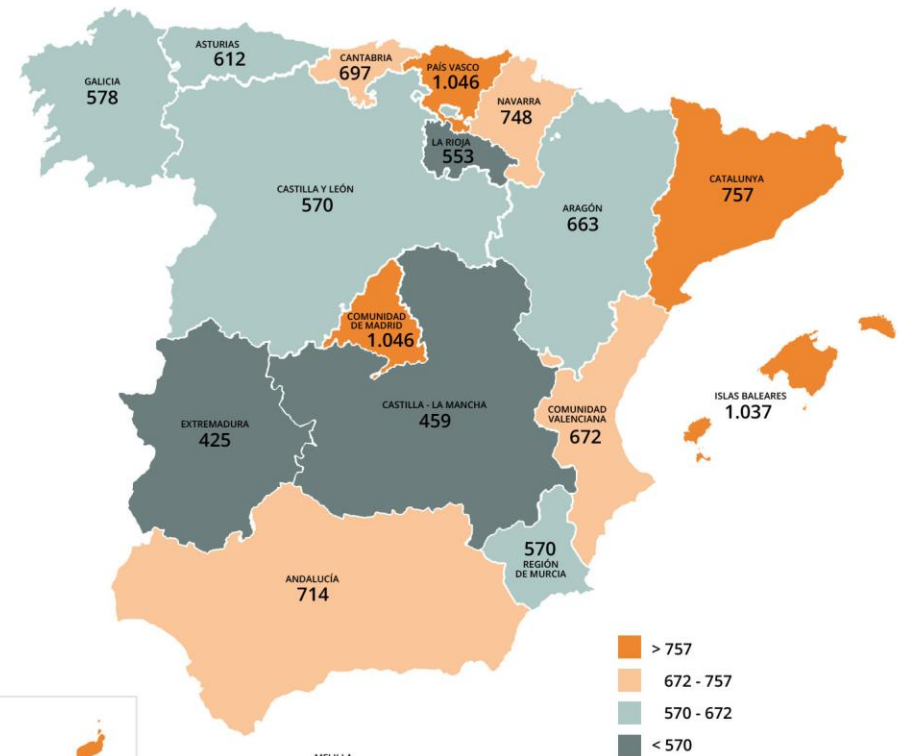 ASTURIAS
612
CANTABRIA
697
PAÍS VASCO
1.046
GALICIA
578
NAVARRA
748
LA RIOJA
553
CATALUNYA
757
CASTILLA Y LEÓN
570
ARAGÓN
663
COMUNIDAD
DE MADRID
1.046
ISLAS BALEARES
1.037
CASTILLA - LA MANCHA
459
COMUNIDAD
VALENCIANA
672
EXTREMADURA
425
570
REGIÓN
DE MURCIA
ANDALUCÍA
714
> 757
672 - 757
570 - 672
< 570